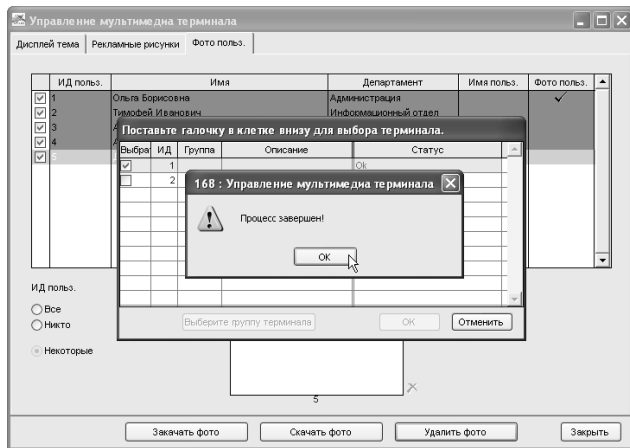 Управление мультимедиа терминала
Дисплей тема Рекламные рисунки Фото польз.
ИД польз. Имя Департамент Имя польз. Фото польз.
1 Ольга Борисовна Администрация
2 Тимофей Иванович Информационный отдел
3 А
4
5
Поставьте галочку в клетке внизу для выбора терминала.
Выбрат ИД Группа Описание Статус
1 Ok
2
168 : Управление мультимедиа терминала
Процесс завершен!
OK
ИД польз.
Все
Никто
Некоторые
Выберите группу терминала OK Отменить
5
Закачать фото Скачать фото Удалить фото Закрыть